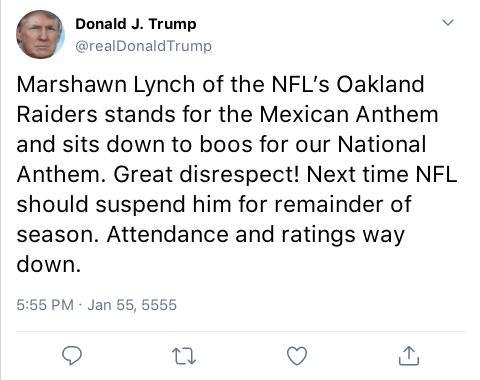 Donald J. Trump
@realDonaldTrump
Marshawn Lynch of the NFL’s Oakland
Raiders stands for the Mexican Anthem
and sits down to boos for our National
Anthem. Great disrespect! Next time NFL
should suspend him for remainder of
season. Attendance and ratings way
down.
5:55 PM · Jan 55, 5555